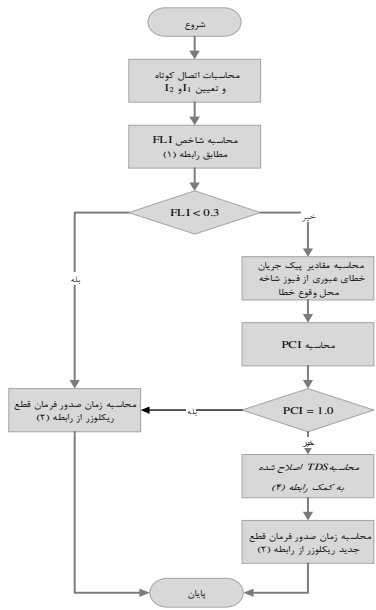 شروع
محاسبات اتصال کوتاه
و تعیین I1 و I2
محاسبه شاخص FLI
مطابق رابطه (۱)
FLI < 0.3
خیر
بله
محاسبه مقادیر پیک جریان
خطای عبوری از فیوز شاخه
محل وقوع خطا
محاسبه PCI
PCI = 1.0
بله
محاسبه زمان صدور فرمان قطع
ریکلوزر از رابطه (۲)
خیر
محاسبه TDS اصلاح شده
به کمک رابطه (۴)
محاسبه زمان صدور فرمان قطع
جدید ریکلوزر از رابطه (۲)
پایان